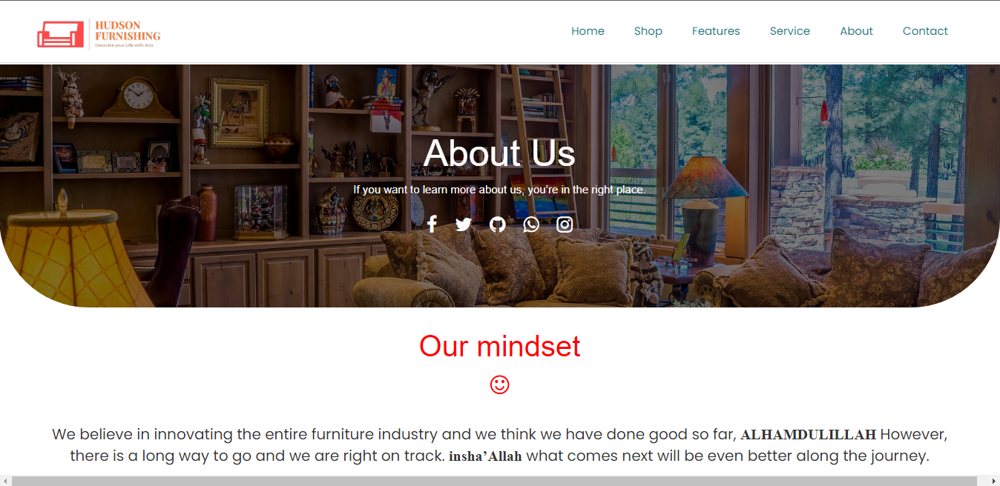 HUDSON
FURNISHING
Decorate your Life with Arts
Home Shop Features Service About Contact
About Us
If you want to learn more about us, you’re in the right place.
Our mindset
We believe in innovating the entire furniture industry and we think we have done good so far, ALHAMDULILLAH However,
there is a long way to go and we are right on track. insha’Allah what comes next will be even better along the journey.